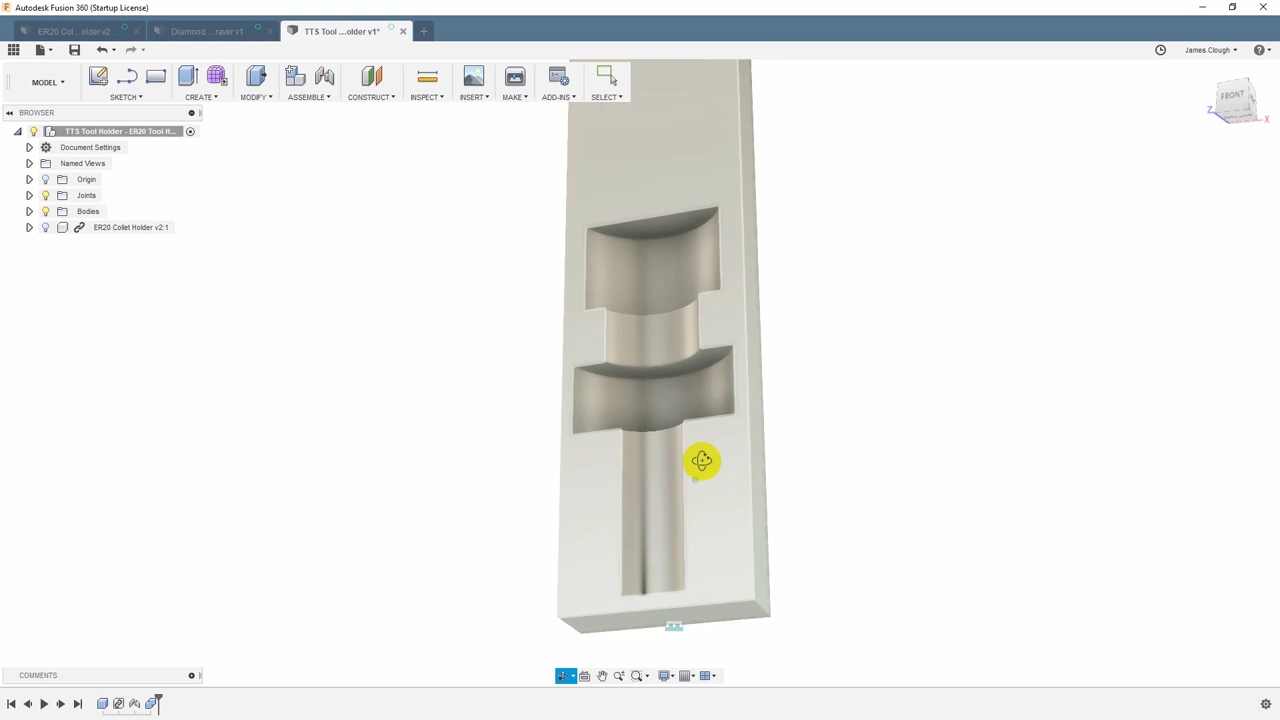 Autodesk Fusion 360 (Startup License)
ER20 Col...older v2
Diamond ...raver v1
TTS Tool ...older v1*
James Clough
MODEL
SKETCH
CREATE
MODIFY
ASSEMBLE
CONSTRUCT
INSPECT
INSERT
MAKE
ADD-INS
SELECT
BROWSER
TTS Tool Holder - ER20 Tool H...
Document Settings
Named Views
Origin
Joints
Bodies
ER20 Collet Holder v2:1
FRONT
Z
X
COMMENTS